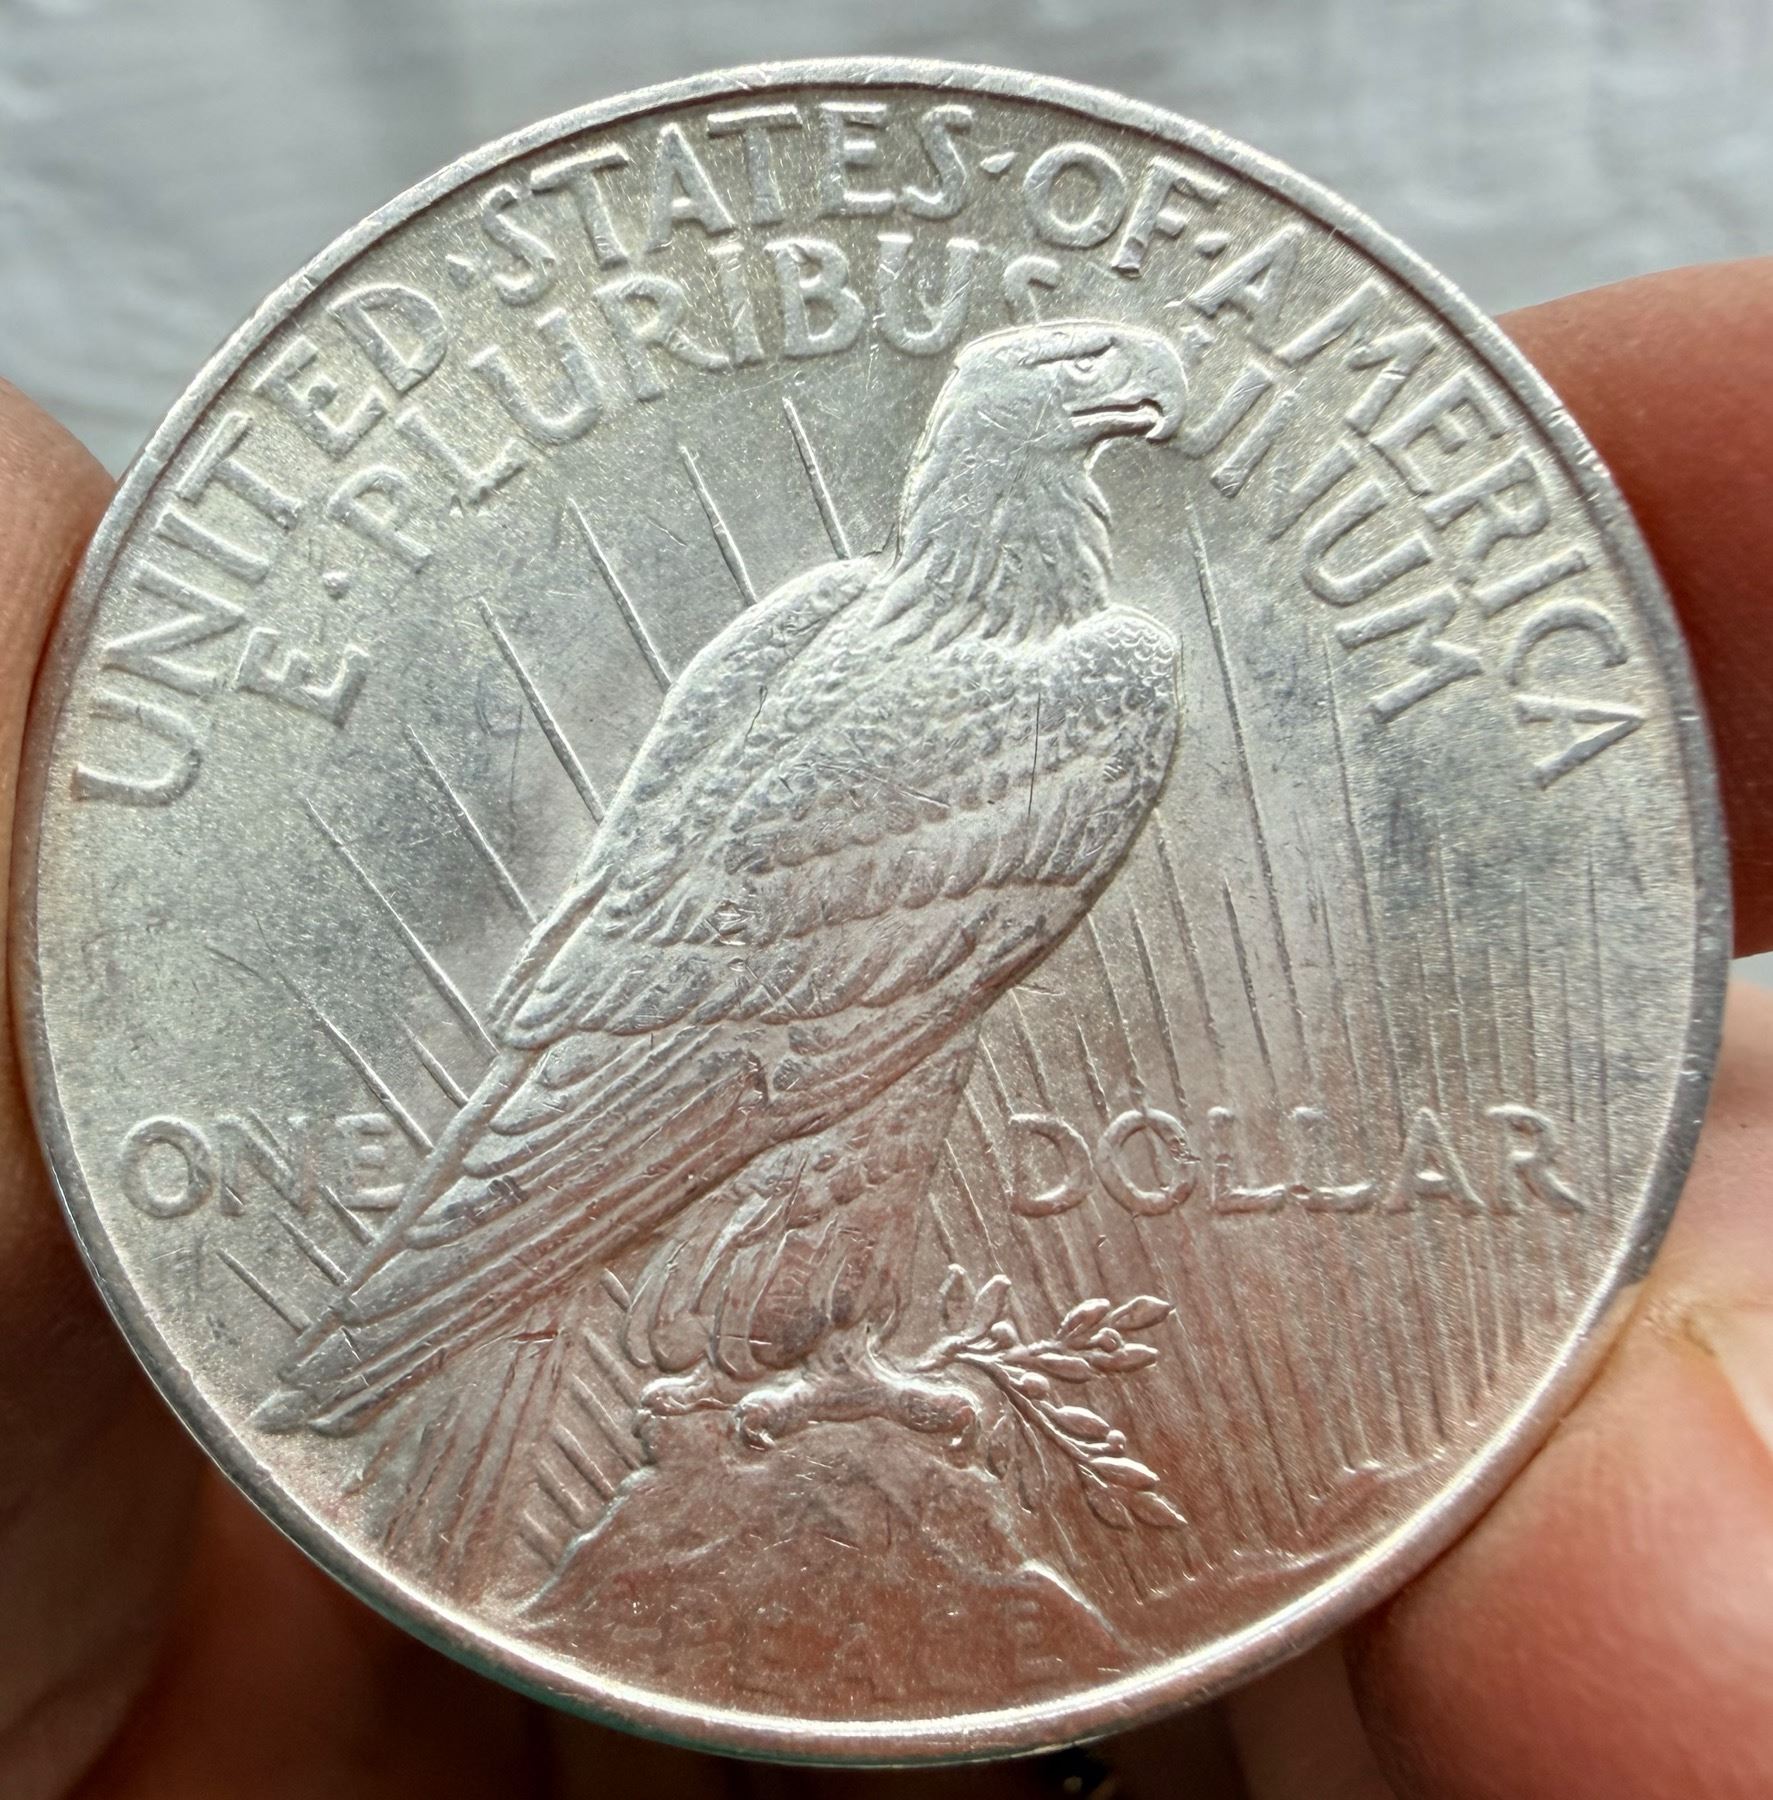 UNITED·STATES·OF·AMERICA
E·PLURIBUS UNUM
ONE DOLLAR
PEACE